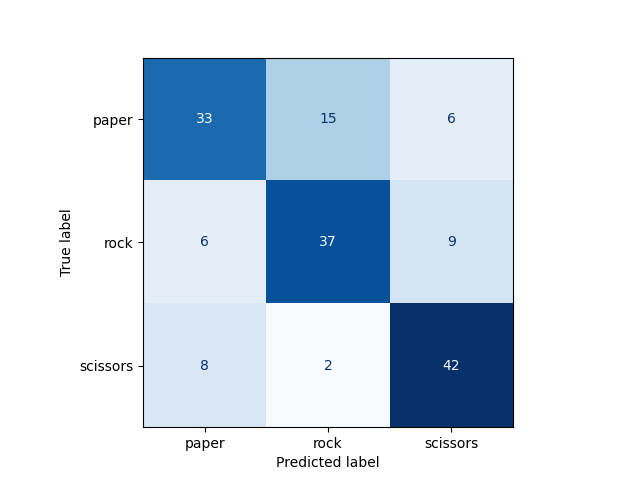 paper 33 15 6
rock 6 37 9
scissors 8 2 42
paper rock scissors
Predicted label
True label